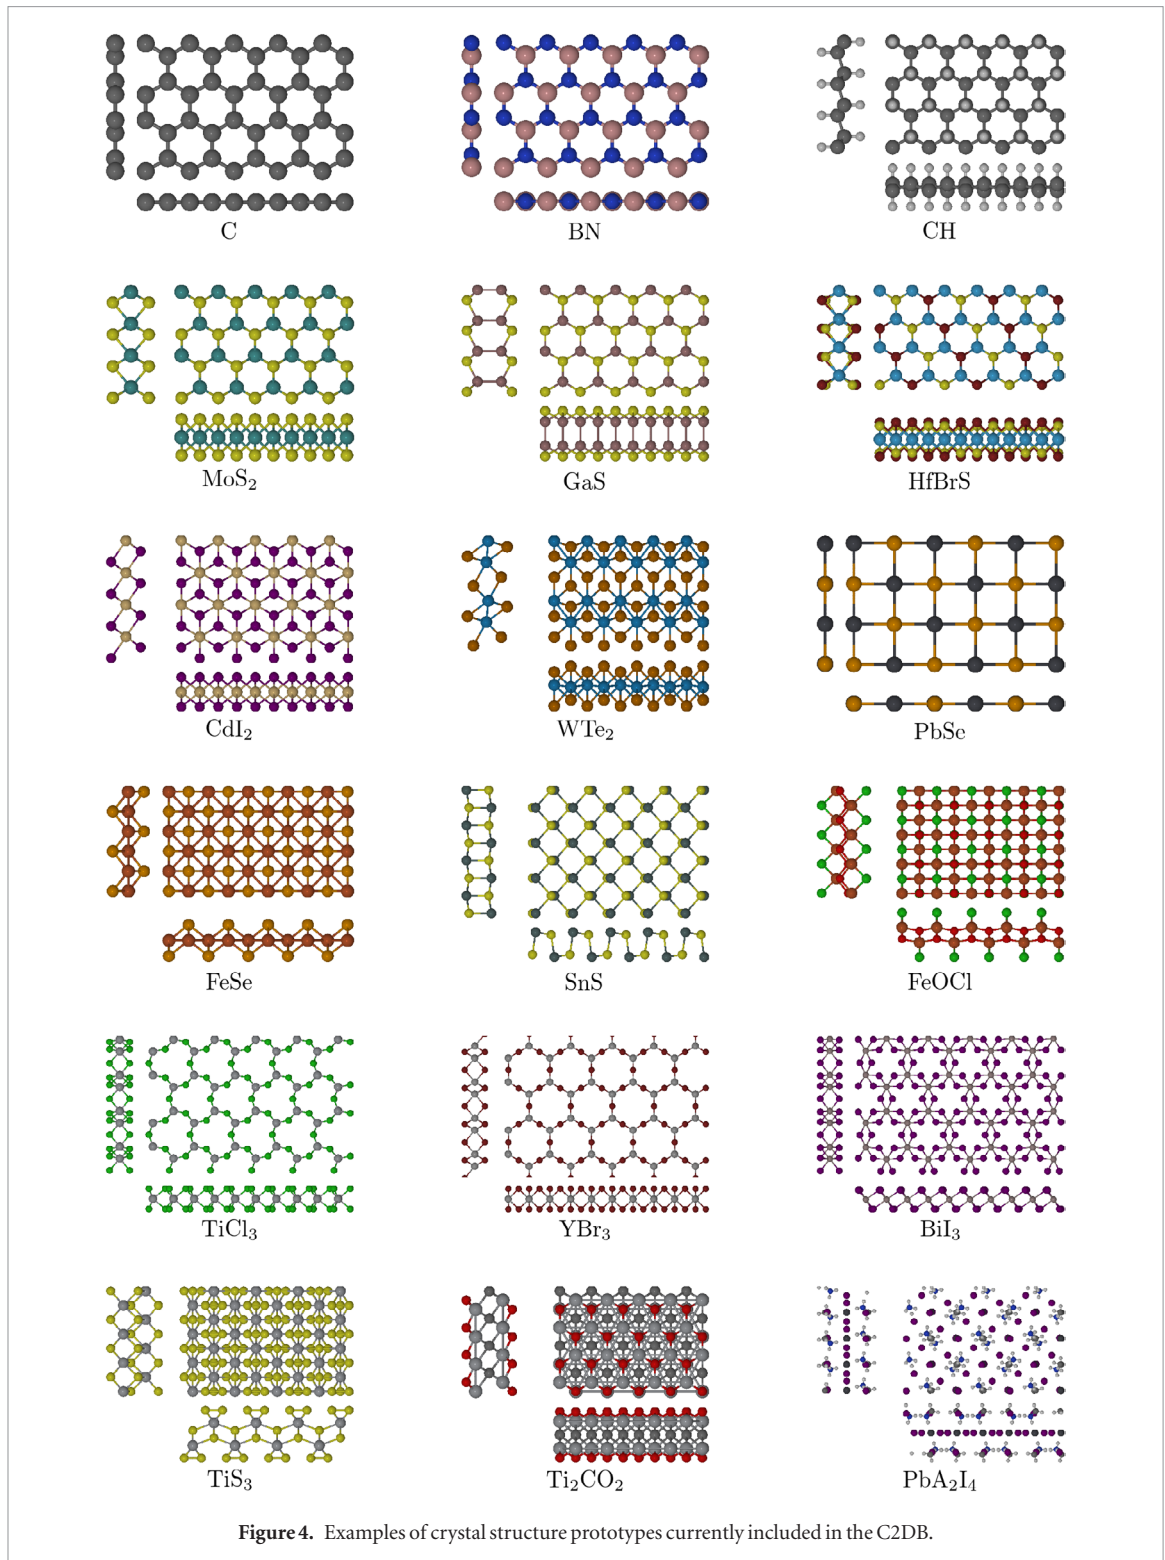 C BN CH
MoS₂ GaS HfBrS
CdI₂ WTe₂ PbSe
FeSe SnS FeOCl
TiCl₃ YBr₃ BiI₃
TiS₃ Ti₂CO₂ PbA₂I₄
Figure 4. Examples of crystal structure prototypes currently included in the C2DB.